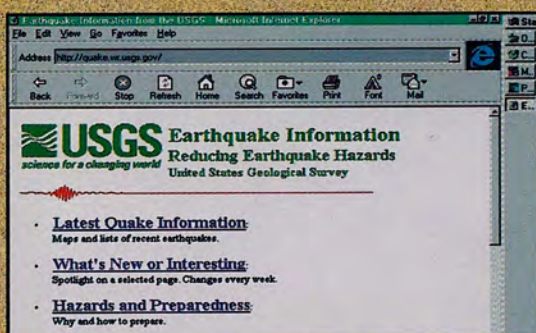 Earthquake Information from the USGS - Microsoft Internet Explorer
File Edit View Go Favorites Help
Address http://quake.wr.usgs.gov/
Back Forward Stop Refresh Home Search Favorites Print Font Mail
USGS
science for a changing world
Earthquake Information
Reducing Earthquake Hazards
United States Geological Survey
· Latest Quake Information:
Maps and lists of recent earthquakes.
· What's New or Interesting:
Spotlight on a selected page. Changes every week.
· Hazards and Preparedness:
Why and how to prepare.
Sta
O...
C...
M...
P...
E...